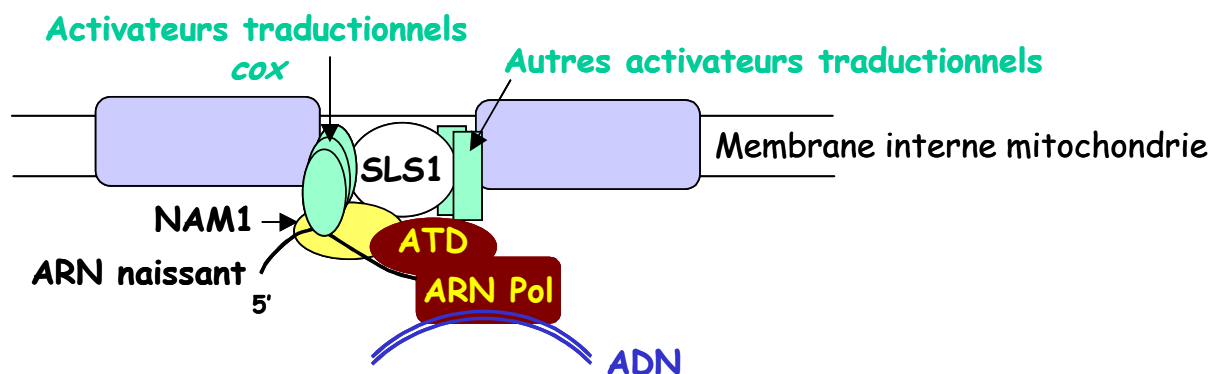 Activateurs traductionnels
cox
Autres activateurs traductionnels
Membrane interne mitochondrie
SLS1
NAM1
ATD
ARN naissant
5’
ARN Pol
ADN